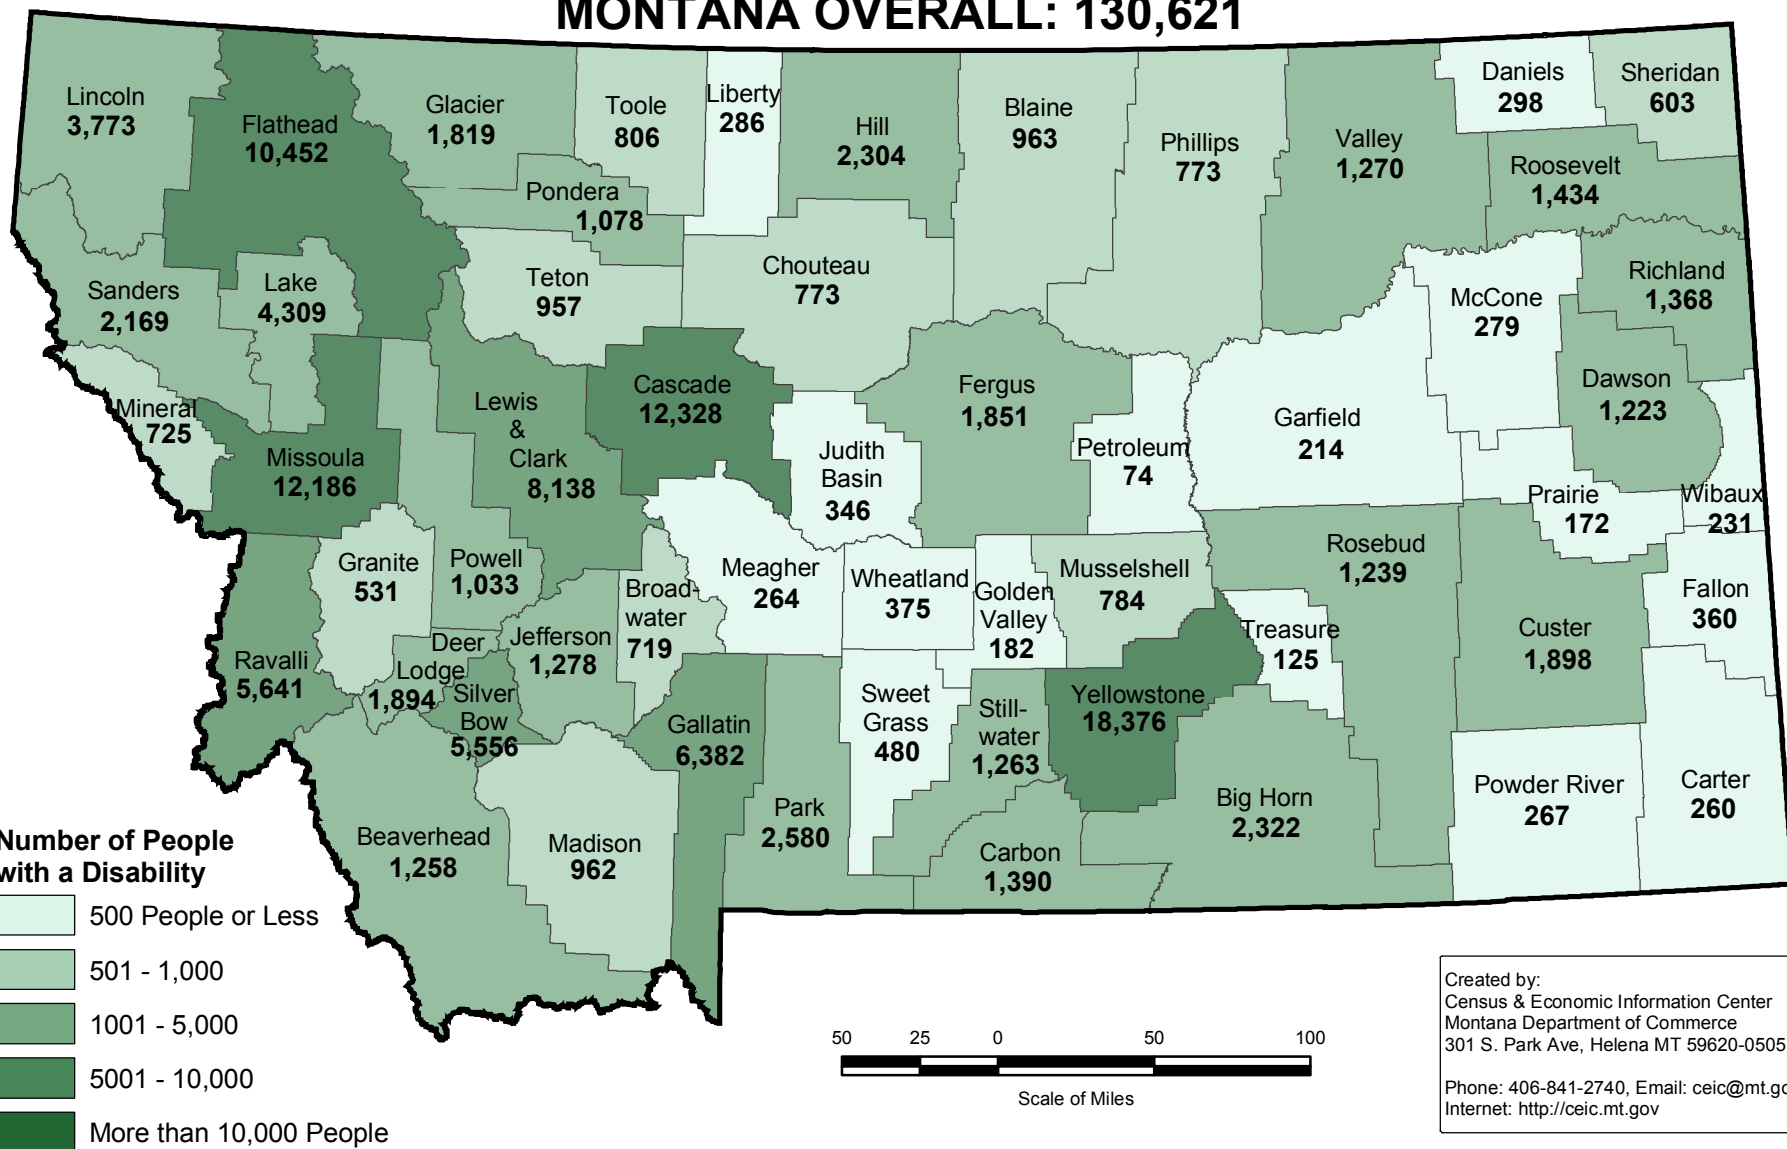 MONTANA OVERALL: 130,621
Lincoln
3,773
Flathead
10,452
Glacier
1,819
Toole
806
Liberty
286
Hill
2,304
Blaine
963
Phillips
773
Valley
1,270
Daniels
298
Sheridan
603
Roosevelt
1,434
Pondera
1,078
Sanders
2,169
Lake
4,309
Teton
957
Chouteau
773
McCone
279
Richland
1,368
Mineral
725
Missoula
12,186
Lewis
&
Clark
8,138
Cascade
12,328
Judith
Basin
346
Fergus
1,851
Petroleum
74
Garfield
214
Dawson
1,223
Prairie
172
Wibaux
231
Granite
531
Powell
1,033
Broad-
water
719
Meagher
264
Wheatland
375
Golden
Valley
182
Musselshell
784
Rosebud
1,239
Treasure
125
Custer
1,898
Fallon
360
Ravalli
5,641
Deer
Lodge
1,894
Silver
Bow
5,556
Jefferson
1,278
Gallatin
6,382
Sweet
Grass
480
Still-
water
1,263
Yellowstone
18,376
Beaverhead
1,258
Madison
962
Park
2,580
Carbon
1,390
Big Horn
2,322
Powder River
267
Carter
260
Number of People
with a Disability
500 People or Less
501 - 1,000
1001 - 5,000
5001 - 10,000
More than 10,000 People
50 25 0 50 100
Scale of Miles
Created by:
Census & Economic Information Center
Montana Department of Commerce
301 S. Park Ave, Helena MT 59620-0505
Phone: 406-841-2740, Email: ceic@mt.go
Internet: http://ceic.mt.gov